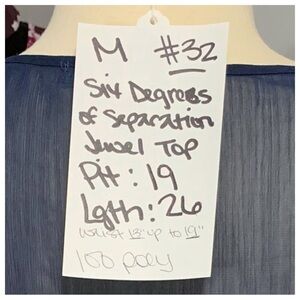 M #32
Six Degrees
of Separation
Jewel Top
Pit: 19
Lgth: 26
waist 13" up to 19"
100 poly